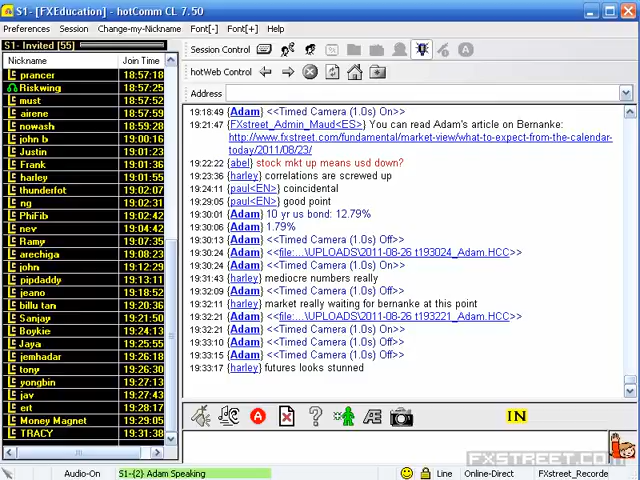 S1- [FXEducation] - hotComm CL 7.50
Preferences Session Change-my-Nickname Font[-] Font[+] Help
S1- Invited [55]
Nickname Join Time
prancer 18:57:18
Riskwing 18:57:25
must 18:57:52
airene 18:57:59
nowash 18:59:28
john b 19:00:16
Justin 19:01:23
Frank 19:01:36
harley 19:01:55
thunderfot 19:02:07
ng 19:02:31
PhiFib 19:02:42
nev 19:04:42
Ramy 19:07:35
arechiga 19:08:23
john 19:12:29
pipdaddy 19:13:11
jeano 19:18:52
billu tan 19:20:36
Sanjay 19:21:50
Boykie 19:24:13
Jaya 19:25:55
jemhadar 19:26:18
tony 19:26:30
yongbin 19:27:13
jav 19:27:43
ert 19:28:17
Money Magnet 19:29:05
TRACY 19:31:38
Session Control
hotWeb Control
Address
19:18:49 {Adam} <<Timed Camera (1.0s) On>>
19:21:47 {FXstreet_Admin_Maud<ES>} You can read Adam's article on Bernanke:
http://www.fxstreet.com/fundamental/market-view/what-to-expect-from-the-calendar-
today/2011/08/23/
19:22:22 {abel} stock mkt up means usd down?
19:23:36 {harley} correlations are screwed up
19:24:11 {paul<EN>} coincidental
19:29:05 {paul<EN>} good point
19:30:01 {Adam} 10 yr us bond: 12.79%
19:30:06 {Adam} 1.79%
19:30:13 {Adam} <<Timed Camera (1.0s) Off>>
19:30:24 {Adam} <<file:...\UPLOADS\2011-08-26 t193024_Adam.HCC>>
19:30:24 {Adam} <<Timed Camera (1.0s) On>>
19:31:43 {harley} mediocre numbers really
19:32:09 {Adam} <<Timed Camera (1.0s) Off>>
19:32:11 {harley} market really waiting for bernanke at this point
19:32:21 {Adam} <<file:...\UPLOADS\2011-08-26 t193221_Adam.HCC>>
19:32:21 {Adam} <<Timed Camera (1.0s) On>>
19:33:10 {Adam} <<Timed Camera (1.0s) Off>>
19:33:15 {Adam} <<Timed Camera (1.0s) Off>>
19:33:17 {harley} futures looks stunned
A ? Æ IN
FXSTREET.COM
Audio-On S1-{2} Adam Speaking Line Online-Direct FXstreet_Recorde